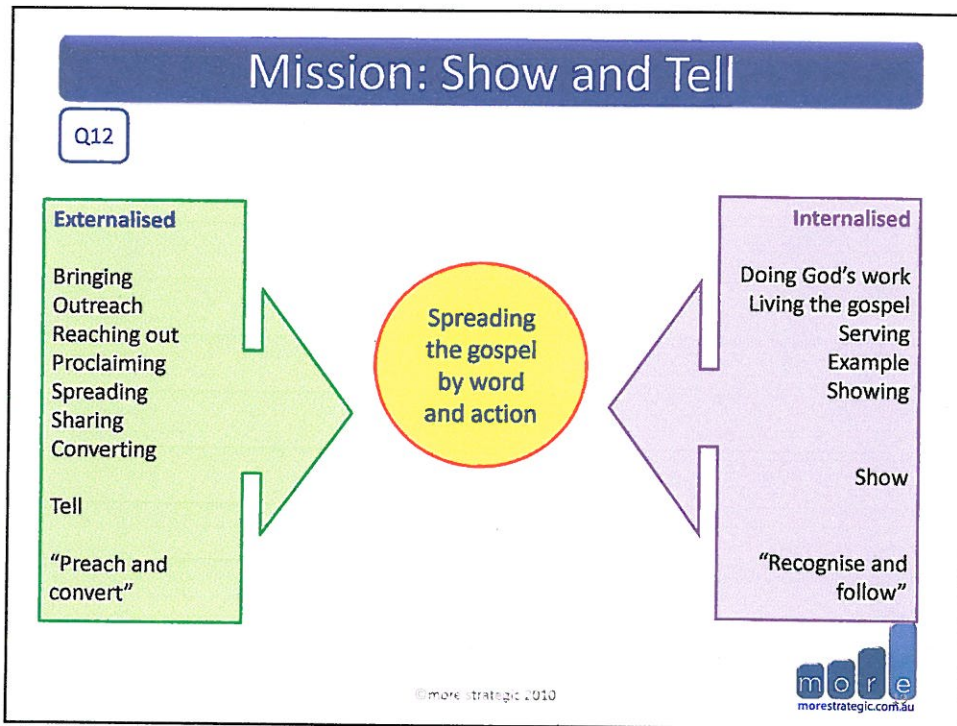 Mission: Show and Tell
Q12
Externalised
Bringing
Outreach
Reaching out
Proclaiming
Spreading
Sharing
Converting
Tell
“Preach and
convert”
Spreading
the gospel
by word
and action
Internalised
Doing God’s work
Living the gospel
Serving
Example
Showing
Show
“Recognise and
follow”
©more strategic 2010
more
morestrategic.com.au